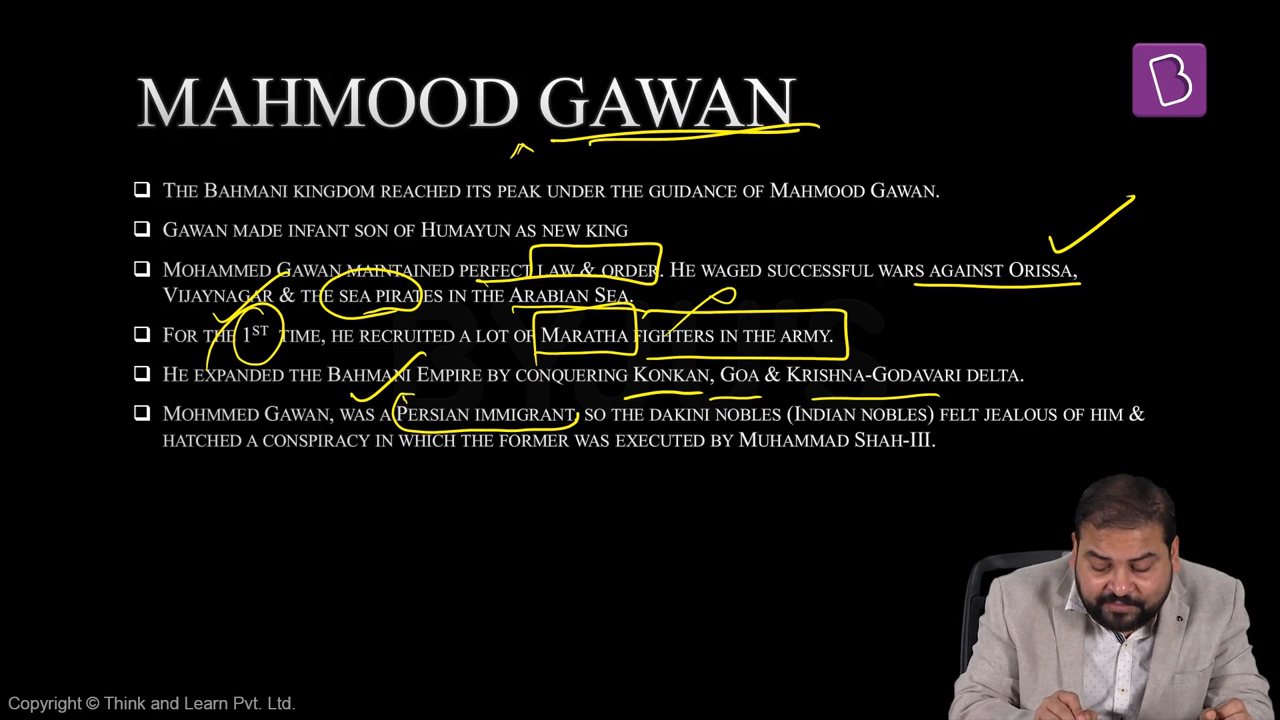 MAHMOOD GAWAN
❑ THE BAHMANI KINGDOM REACHED ITS PEAK UNDER THE GUIDANCE OF MAHMOOD GAWAN.
❑ GAWAN MADE INFANT SON OF HUMAYUN AS NEW KING
❑ MOHAMMED GAWAN MAINTAINED PERFECT LAW & ORDER. HE WAGED SUCCESSFUL WARS AGAINST ORISSA,
VIJAYNAGAR & THE SEA PIRATES IN THE ARABIAN SEA.
❑ FOR THE 1ST TIME, HE RECRUITED A LOT OF MARATHA FIGHTERS IN THE ARMY.
❑ HE EXPANDED THE BAHMANI EMPIRE BY CONQUERING KONKAN, GOA & KRISHNA-GODAVARI DELTA.
❑ MOHMMED GAWAN, WAS A PERSIAN IMMIGRANT, SO THE DAKINI NOBLES (INDIAN NOBLES) FELT JEALOUS OF HIM &
HATCHED A CONSPIRACY IN WHICH THE FORMER WAS EXECUTED BY MUHAMMAD SHAH-III.
Copyright © Think and Learn Pvt. Ltd.